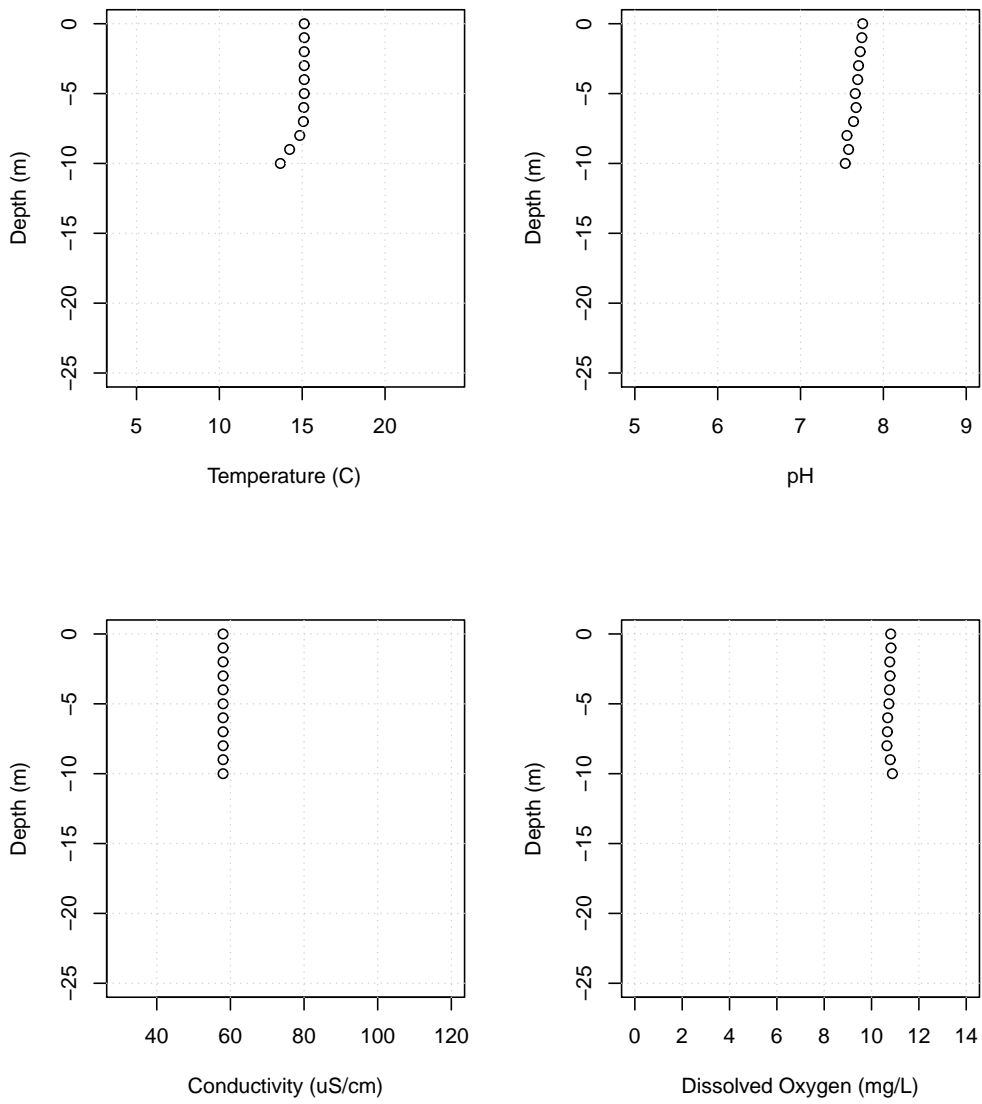 0
−5
−10
−15
−20
−25
Depth (m)
5 10 15 20
Temperature (C)
0
−5
−10
−15
−20
−25
Depth (m)
5 6 7 8 9
pH
0
−5
−10
−15
−20
−25
Depth (m)
40 60 80 100 120
Conductivity (uS/cm)
0
−5
−10
−15
−20
−25
Depth (m)
0 2 4 6 8 10 12 14
Dissolved Oxygen (mg/L)